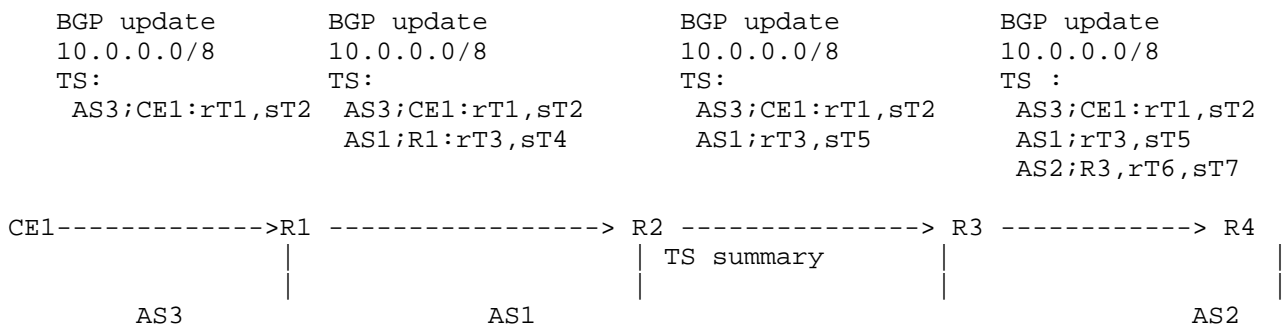 BGP update BGP update BGP update BGP update
10.0.0.0/8 10.0.0.0/8 10.0.0.0/8 10.0.0.0/8
TS: TS: TS: TS :
AS3;CE1:rT1,sT2 AS3;CE1:rT1,sT2 AS3;CE1:rT1,sT2 AS3;CE1:rT1,sT2
AS1;R1:rT3,sT4 AS1;rT3,sT5 AS1;rT3,sT5
AS2;R3,rT6,sT7
CE1------------->R1 -----------------> R2 ---------------> R3 ------------> R4
| | TS summary | |
| | | |
AS3 AS1 AS2